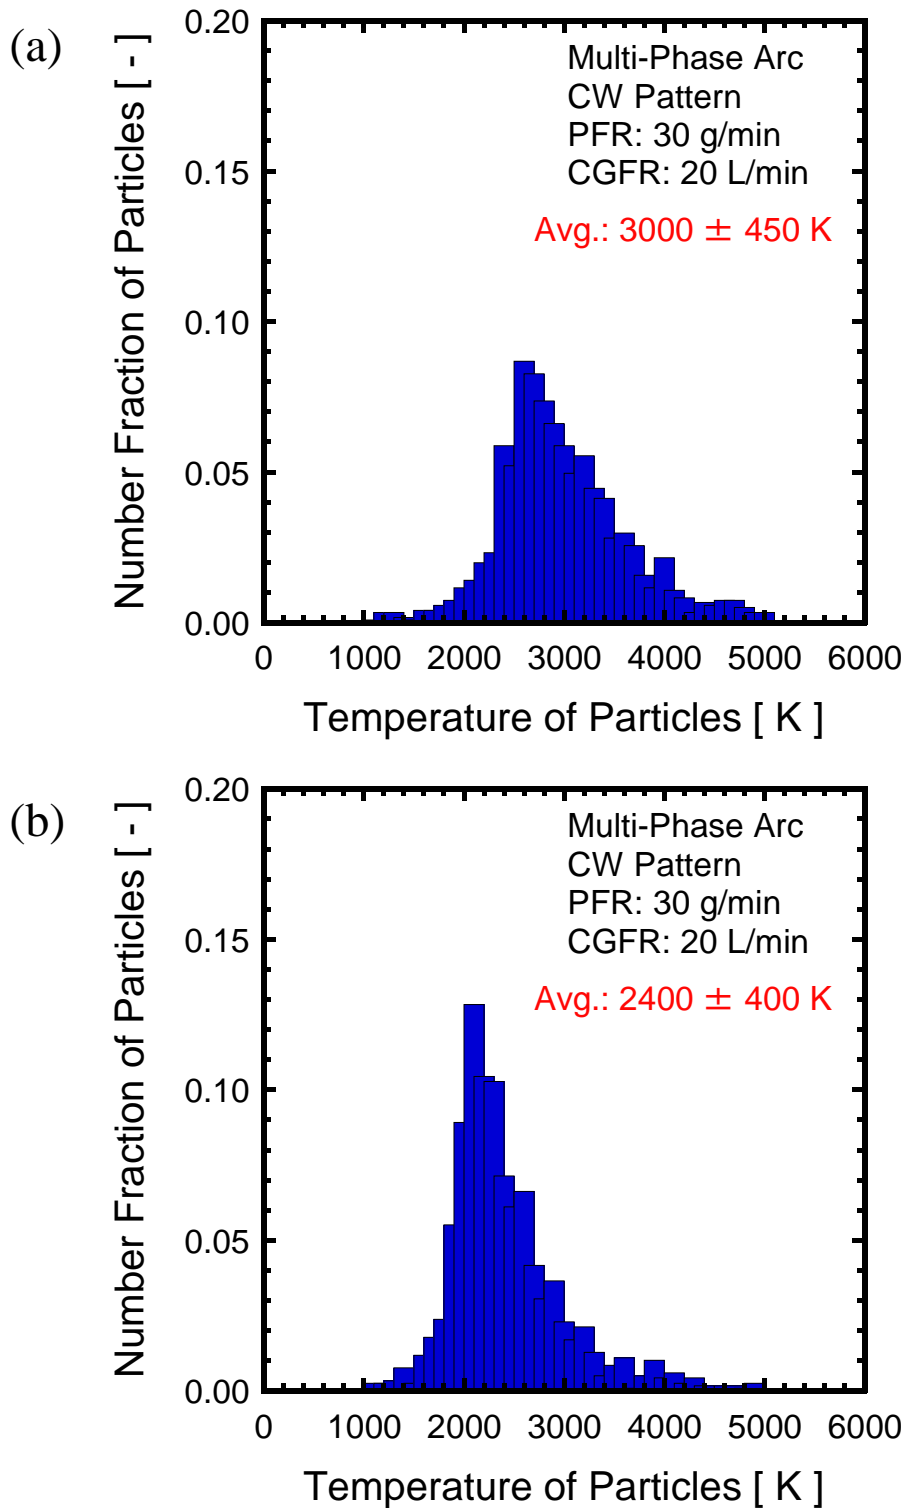 (a)
Number Fraction of Particles [ - ]
0.20
0.15
0.10
0.05
0.00
Multi-Phase Arc
CW Pattern
PFR: 30 g/min
CGFR: 20 L/min
Avg.: 3000 ± 450 K
0 1000 2000 3000 4000 5000 6000
Temperature of Particles [ K ]
(b)
Number Fraction of Particles [ - ]
0.20
0.15
0.10
0.05
0.00
Multi-Phase Arc
CW Pattern
PFR: 30 g/min
CGFR: 20 L/min
Avg.: 2400 ± 400 K
0 1000 2000 3000 4000 5000 6000
Temperature of Particles [ K ]